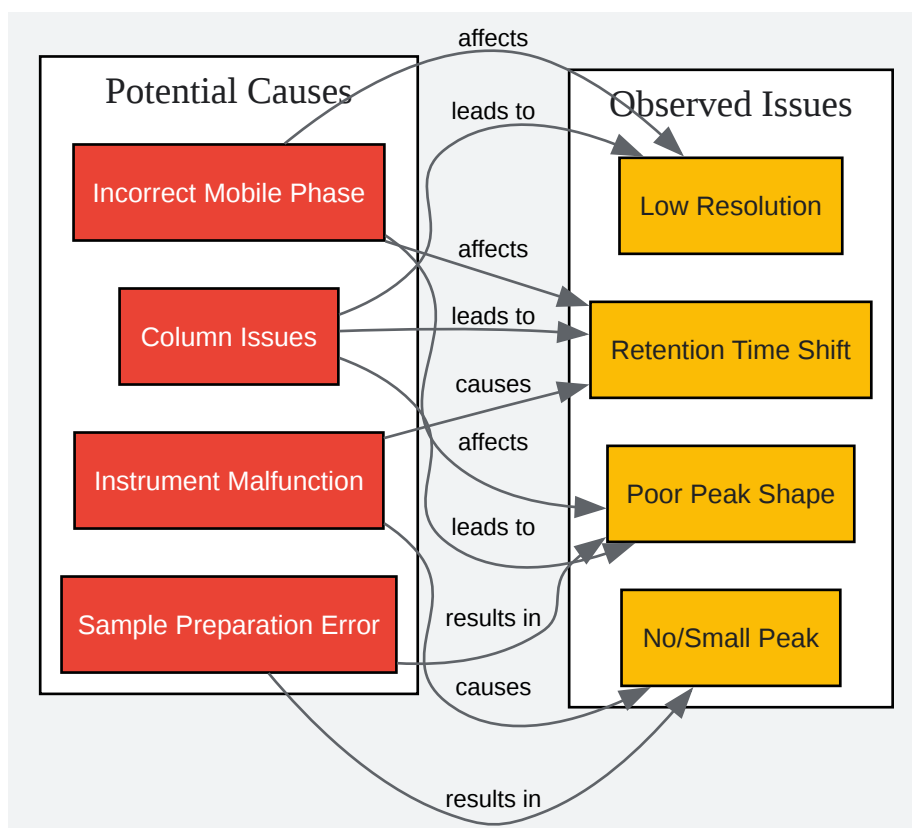 Potential Causes
Incorrect Mobile Phase
Column Issues
Instrument Malfunction
Sample Preparation Error
affects
leads to
affects
leads to
causes
affects
leads to
results in
causes
results in
Observed Issues
Low Resolution
Retention Time Shift
Poor Peak Shape
No/Small Peak